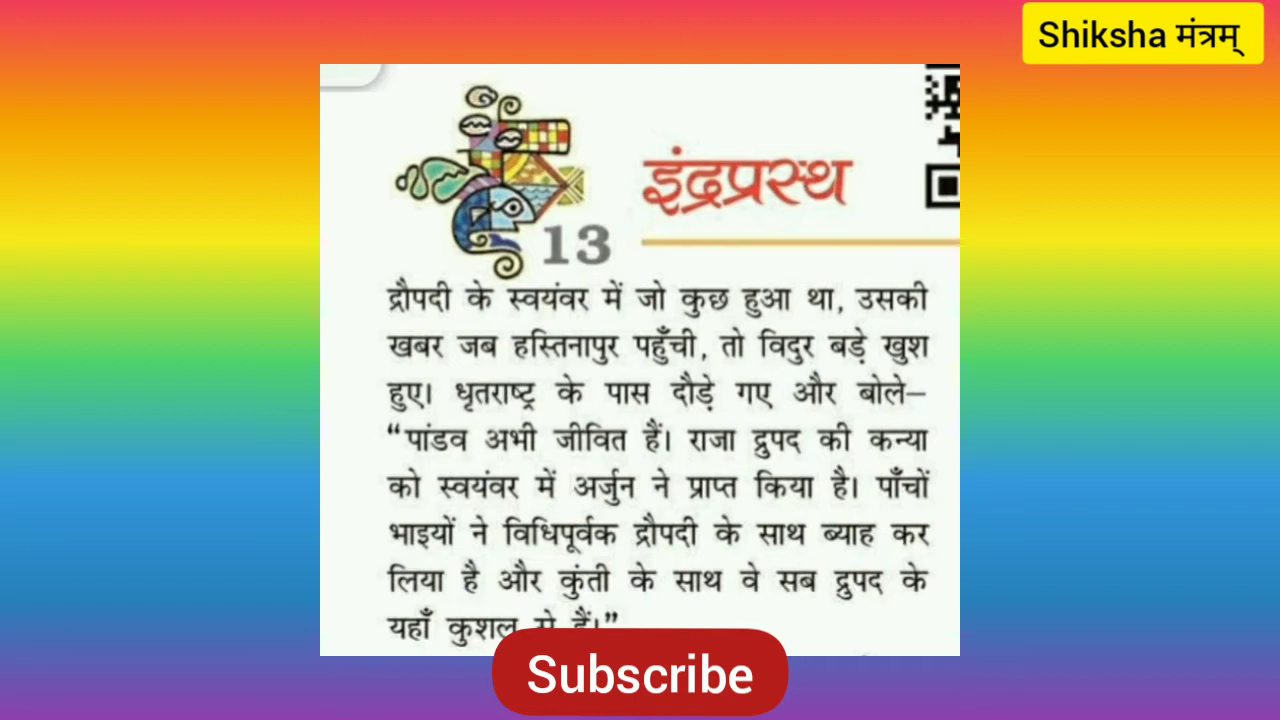 Shiksha मंत्रम्
इंद्रप्रस्थ
13
द्रौपदी के स्वयंवर में जो कुछ हुआ था, उसकी
खबर जब हस्तिनापुर पहुँची, तो विदुर बड़े खुश
हुए। धृतराष्ट्र के पास दौड़े गए और बोले–
“पांडव अभी जीवित हैं। राजा द्रुपद की कन्या
को स्वयंवर में अर्जुन ने प्राप्त किया है। पाँचों
भाइयों ने विधिपूर्वक द्रौपदी के साथ ब्याह कर
लिया है और कुंती के साथ वे सब द्रुपद के
यहाँ कुशल से हैं।”
Subscribe